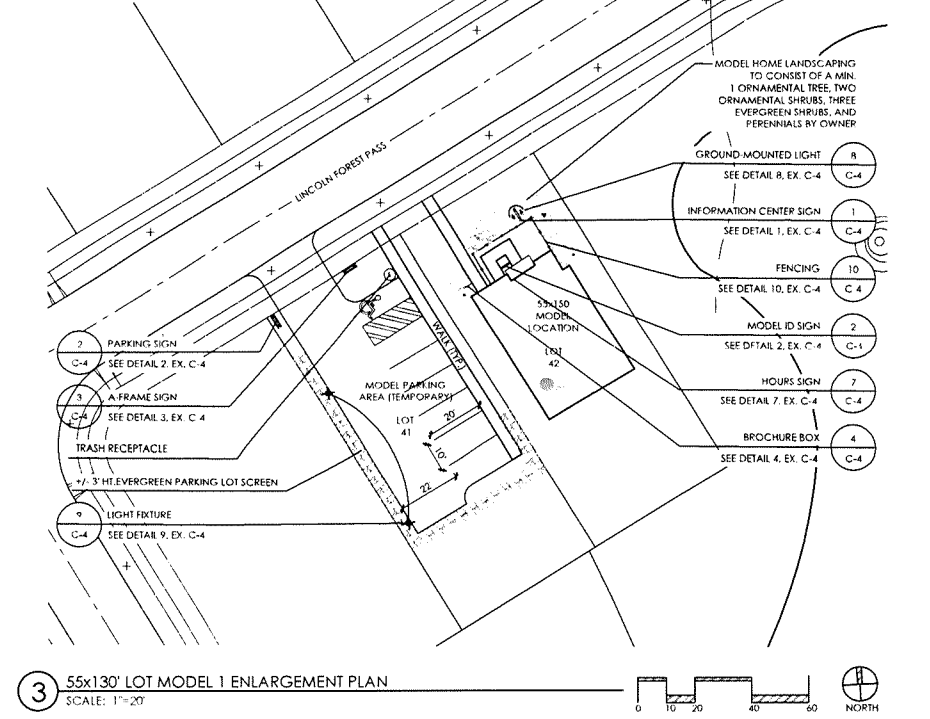 MODEL HOME LANDSCAPING
TO CONSIST OF A MIN.
1 ORNAMENTAL TREE, TWO
ORNAMENTAL SHRUBS, THREE
EVERGREEN SHRUBS, AND
PERENNIALS BY OWNER
GROUND-MOUNTED LIGHT
8
SEE DETAIL 8, EX. C-4
C-4
INFORMATION CENTER SIGN
1
SEE DETAIL 1, EX. C-4
C-4
FENCING
10
SEE DETAIL 10, EX. C-4
C 4
MODEL ID SIGN
2
SEE DETAIL 2, EX. C-4
C-4
HOURS SIGN
7
SEE DETAIL 7, EX. C-4
C-4
BROCHURE BOX
4
SEE DETAIL 4, EX. C-4
C-4
LINCOLN FOREST PASS
55x150
MODEL
LOCATION
LOT
42
WALK (TYP.)
MODEL PARKING
AREA (TEMPORARY)
LOT
41
20'
10'
22
2
PARKING SIGN
C-4
SEE DETAIL 2, EX. C-4
3
A-FRAME SIGN
C-4
SEE DETAIL 3, EX. C 4
TRASH RECEPTACLE
+/- 3' HT.EVERGREEN PARKING LOT SCREEN
9
LIGHT FIXTURE
C-4
SEE DETAIL 9, EX. C-4
3
55x130' LOT MODEL 1 ENLARGEMENT PLAN
SCALE: 1"=20'
0 10 20 40 60
NORTH